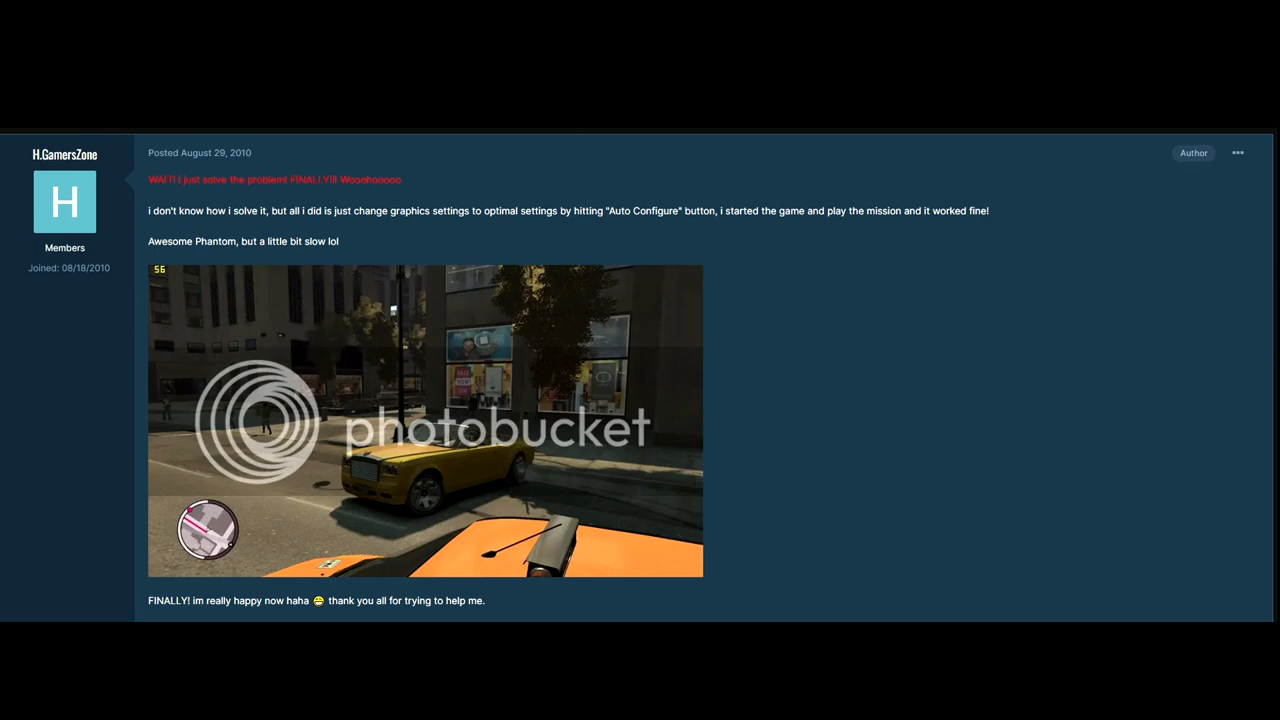 H.GamersZone
Posted August 29, 2010
Author
WAIT! i just solve the problem! FINALLY!!! Wooohooooo
H
i don't know how i solve it, but all i did is just change graphics settings to optimal settings by hitting "Auto Configure" button, i started the game and play the mission and it worked fine!
Members
Awesome Phantom, but a little bit slow lol
Joined: 08/18/2010
56
photobucket
FINALLY! im really happy now haha 😄 thank you all for trying to help me.